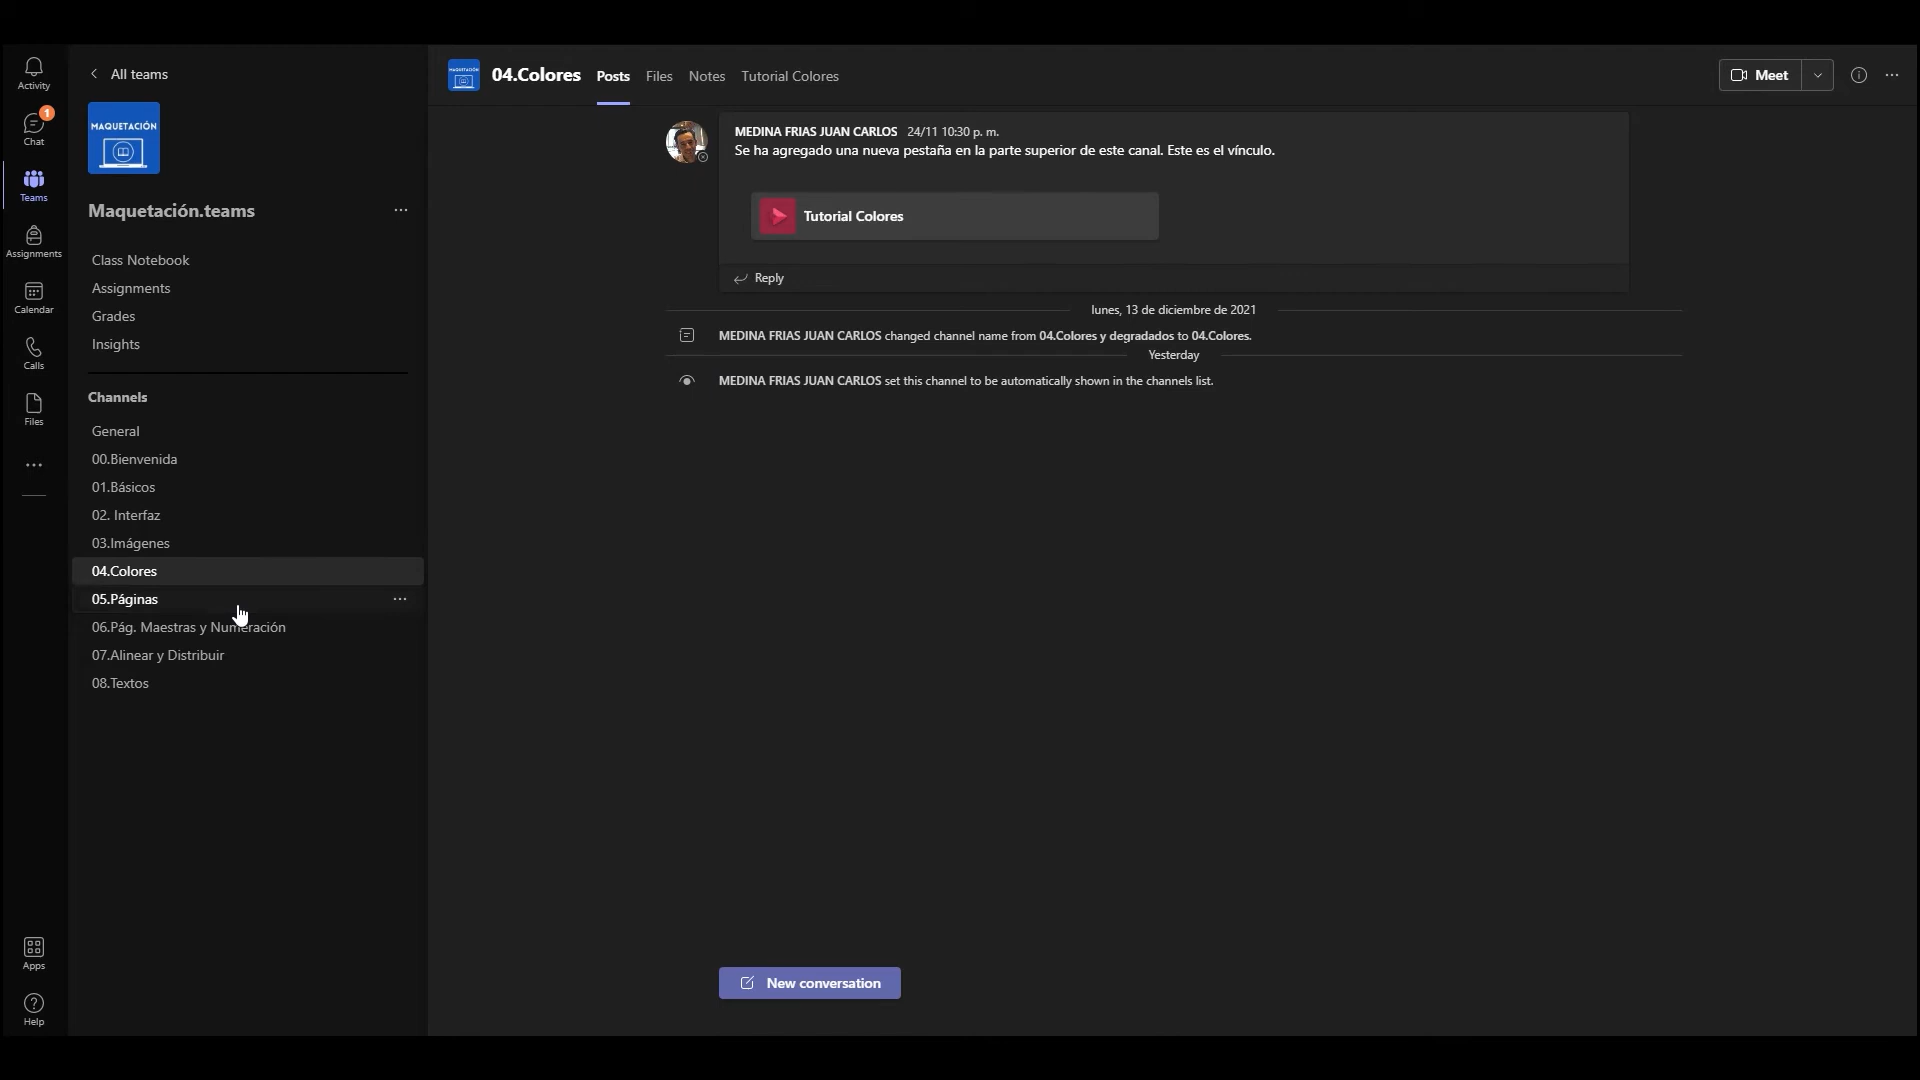 Activity
1
Chat
Teams
Assignments
Calendar
Calls
Files
Apps
Help
All teams
MAQUETACIÓN
Maquetación.teams
Class Notebook
Assignments
Grades
Insights
Channels
General
00.Bienvenida
01.Básicos
02. Interfaz
03.Imágenes
04.Colores
05.Páginas
06.Pág. Maestras y Numeración
07.Alinear y Distribuir
08.Textos
MAQUETACIÓN
04.Colores Posts Files Notes Tutorial Colores
Meet
MEDINA FRIAS JUAN CARLOS 24/11 10:30 p. m.
Se ha agregado una nueva pestaña en la parte superior de este canal. Este es el vínculo.
Tutorial Colores
Reply
lunes, 13 de diciembre de 2021
MEDINA FRIAS JUAN CARLOS changed channel name from 04.Colores y degradados to 04.Colores.
Yesterday
MEDINA FRIAS JUAN CARLOS set this channel to be automatically shown in the channels list.
New conversation